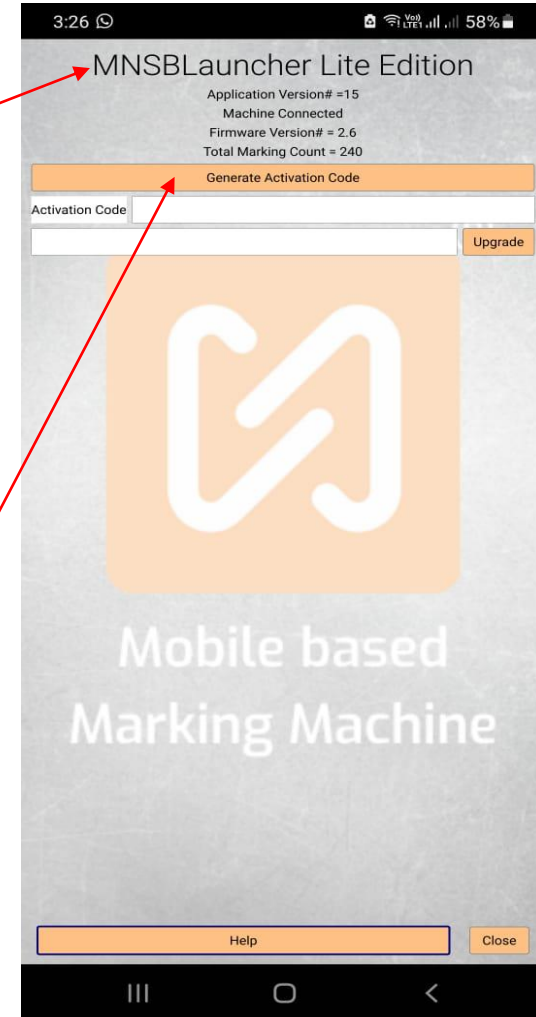 3:26 58%
MNSBLauncher Lite Edition
Application Version# =15
Machine Connected
Firmware Version# = 2.6
Total Marking Count = 240
Generate Activation Code
Activation Code
Upgrade
Mobile based
Marking Machine
Help Close